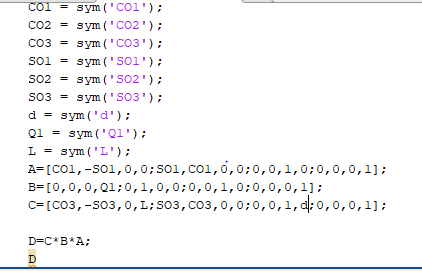 CO1 = sym('CO1');
CO2 = sym('CO2');
CO3 = sym('CO3');
SO1 = sym('SO1');
SO2 = sym('SO2');
SO3 = sym('SO3');
d = sym('d');
Q1 = sym('Q1');
L = sym('L');
A=[CO1,-SO1,0,0;SO1,CO1,0,0;0,0,1,0;0,0,0,1];
B=[0,0,0,Q1;0,1,0,0;0,0,1,0;0,0,0,1];
C=[CO3,-SO3,0,L;SO3,CO3,0,0;0,0,1,d;0,0,0,1];
D=C*B*A;
D